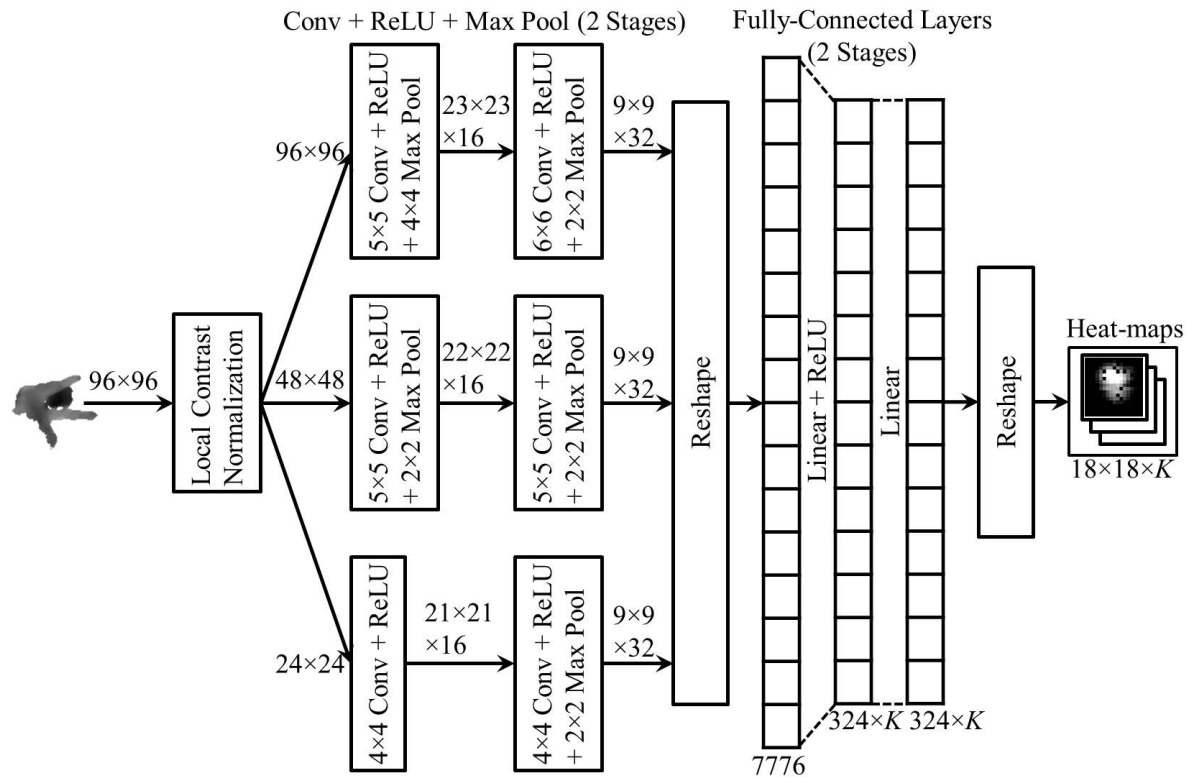 Conv + ReLU + Max Pool (2 Stages)
Fully-Connected Layers
(2 Stages)
96×96
Local Contrast
Normalization
96×96
5×5 Conv + ReLU
+ 4×4 Max Pool
23×23
×16
6×6 Conv + ReLU
+ 2×2 Max Pool
9×9
×32
48×48
5×5 Conv + ReLU
+ 2×2 Max Pool
22×22
×16
5×5 Conv + ReLU
+ 2×2 Max Pool
9×9
×32
24×24
4×4 Conv + ReLU
21×21
×16
4×4 Conv + ReLU
+ 2×2 Max Pool
9×9
×32
Reshape
7776
Linear + ReLU
324×K
Linear
324×K
Reshape
Heat-maps
18×18×K